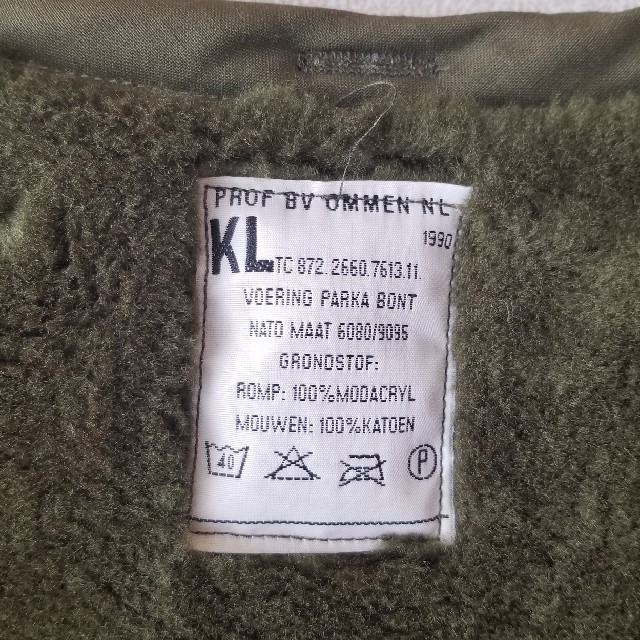 PROF BV OMMEN NL
1990
KL TC 872.2660.7613.11.
VOERING PARKA BONT
NATO MAAT 6080/9095
GRONDSTOF:
ROMP: 100%MODACRYL
MOUWEN: 100%KATOEN
40 P